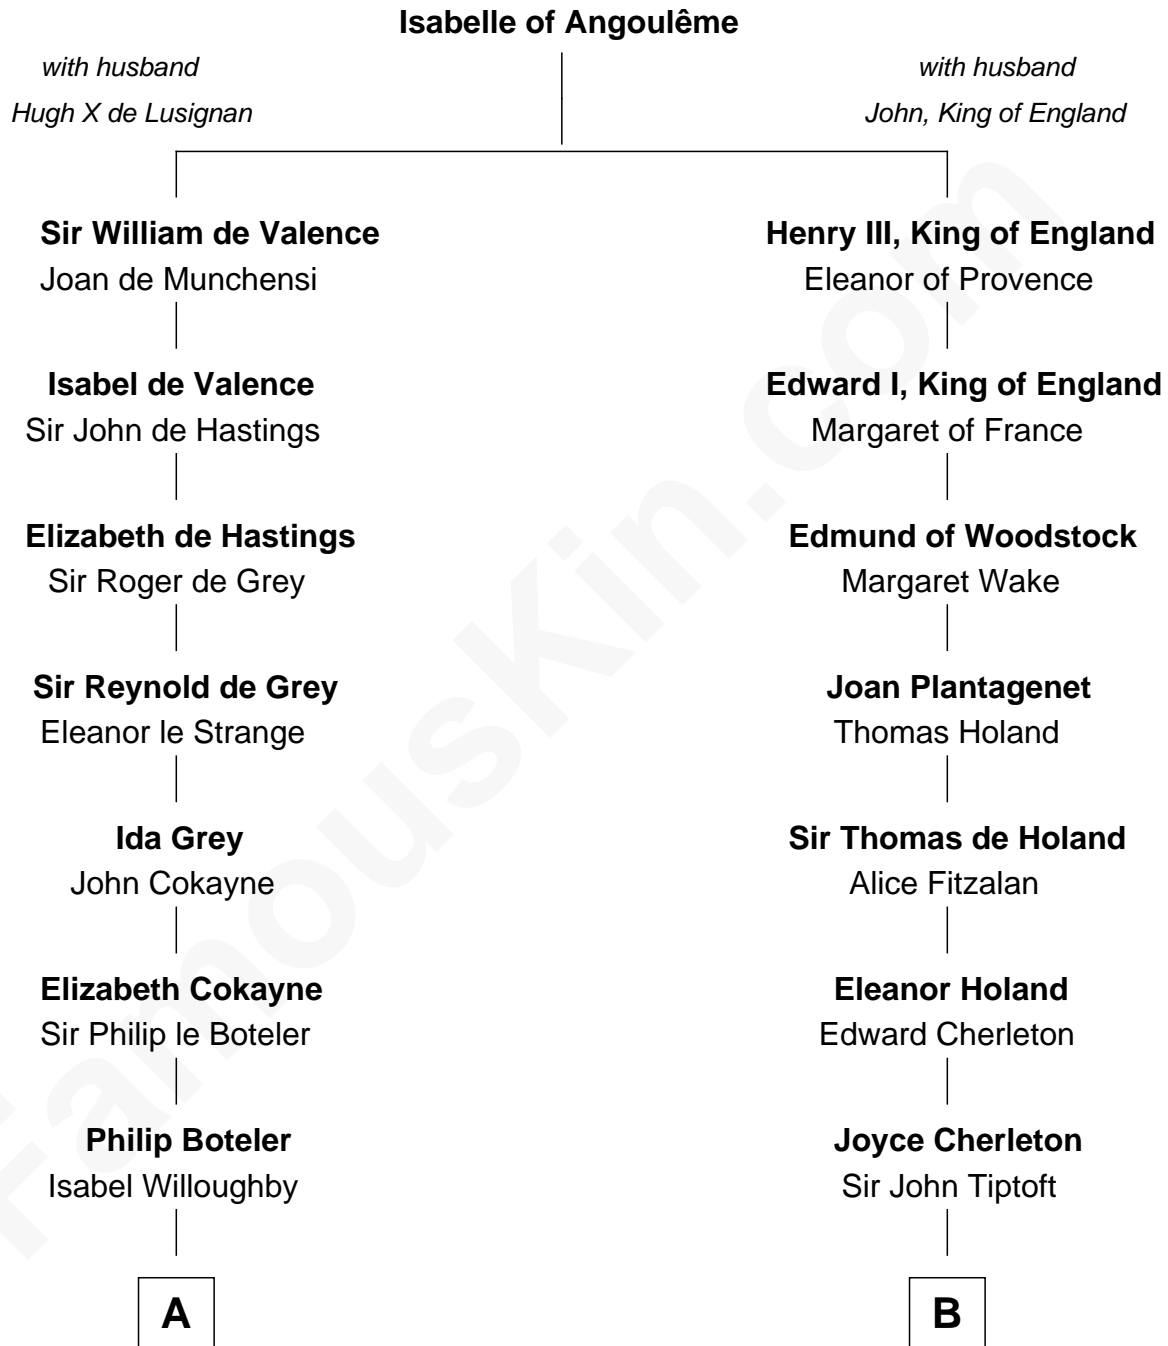 Isabelle of Angoulême
with husband
Hugh X de Lusignan
with husband
John, King of England
Sir William de Valence
Joan de Munchensi
Henry III, King of England
Eleanor of Provence
Isabel de Valence
Sir John de Hastings
Edward I, King of England
Margaret of France
Elizabeth de Hastings
Sir Roger de Grey
Edmund of Woodstock
Margaret Wake
Sir Reynold de Grey
Eleanor le Strange
Joan Plantagenet
Thomas Holand
Ida Grey
John Cokayne
Sir Thomas de Holand
Alice Fitzalan
Elizabeth Cokayne
Sir Philip le Boteler
Eleanor Holand
Edward Cherleton
Philip Boteler
Isabel Willoughby
Joyce Cherleton
Sir John Tiptoft
A
B
FamousKin.com